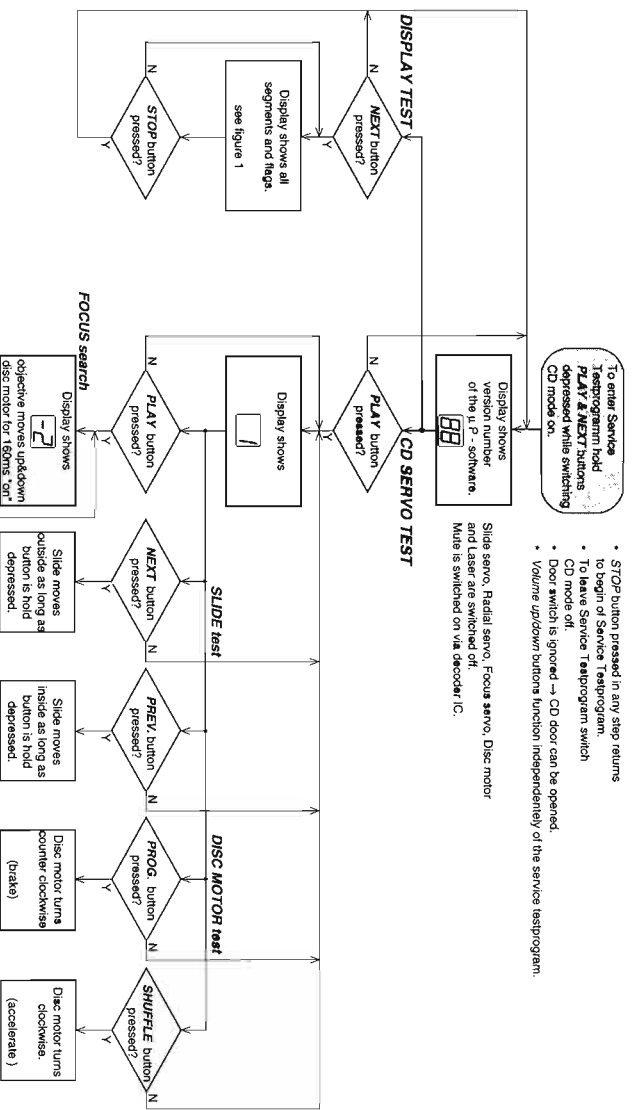 To enter Service
Testprogramm hold
PLAY & NEXT buttons
depressed while switching
CD mode on.
• STOP button pressed in any step returns
to begin of Service Testprogram.
• To leave Service Testprogram switch
CD mode off.
• Door switch is ignored → CD door can be opened.
• Volume up/down buttons function independentely of the service testprogram.
Display shows
version number
of the µP - software.
88
Slide servo, Radial servo, Focus servo, Disc motor
and Laser are switched off.
Mute is switched on via decoder IC.
DISPLAY TEST
NEXT button
pressed?
N
Y
Display shows all
segments and flags.
see figure 1
STOP button
pressed?
N
Y
CD SERVO TEST
PLAY button
pressed?
N
Y
Display shows
1
PLAY button
pressed?
N
Y
FOCUS search
Display shows
-2
objective moves up&down
disc motor for 160ms "on"
SLIDE test
NEXT button
pressed?
N
Y
Slide moves
outside as long as
button is hold
depressed.
PREV. button
pressed?
N
Y
Slide moves
inside as long as
button is hold
depressed.
DISC MOTOR test
PROG. button
pressed?
N
Y
Disc motor turns
counter clockwise
(brake)
SHUFFLE button
pressed?
N
Y
Disc motor turns
clockwise.
(accelerate )